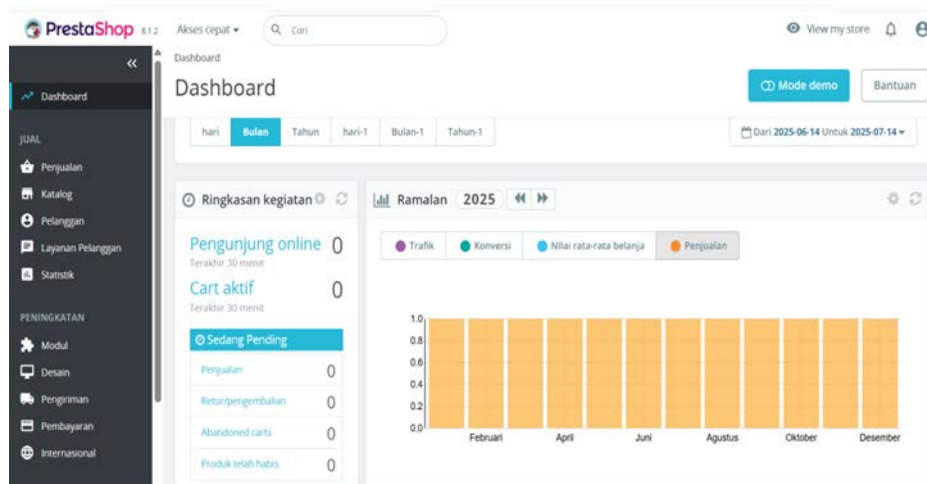 PrestaShop 8.1.2 Akses cepat Cari View my store
Dashboard
Dashboard
Mode demo Bantuan
Dashboard
JUAL
Penjualan
Katalog
Pelanggan
Layanan Pelanggan
Statistik
PENINGKATAN
Modul
Desain
Pengiriman
Pembayaran
Internasional
hari Bulan Tahun hari-1 Bulan-1 Tahun-1
Dari 2025-06-14 Untuk 2025-07-14
Ringkasan kegiatan
Pengunjung online 0
Terakhir 30 menit
Cart aktif 0
Terakhir 30 menit
Sedang Pending
Penjualan 0
Retur/pengembalian 0
Abandoned carts 0
Produk telah habis 0
Ramalan 2025
Trafik Konversi NIlai rata-rata belanja Penjualan
1.0
0.8
0.6
0.4
0.2
0.0
Februari April Juni Agustus Oktober Desember